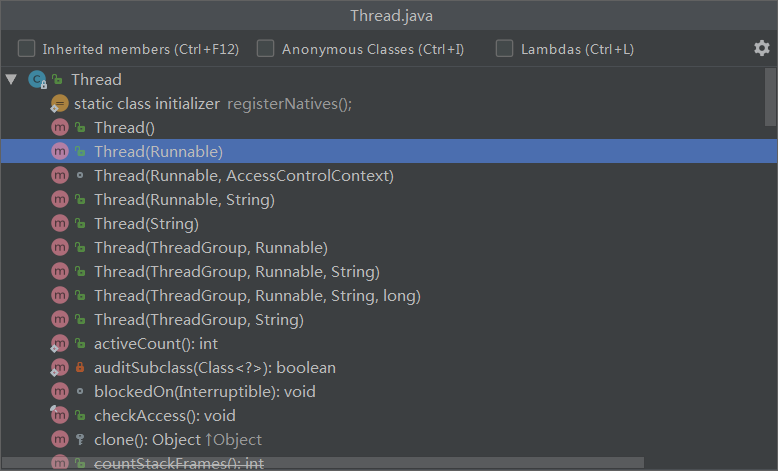 Thread.java
Inherited members (Ctrl+F12) Anonymous Classes (Ctrl+I) Lambdas (Ctrl+L)
Thread
static class initializer registerNatives();
Thread()
Thread(Runnable)
Thread(Runnable, AccessControlContext)
Thread(Runnable, String)
Thread(String)
Thread(ThreadGroup, Runnable)
Thread(ThreadGroup, Runnable, String)
Thread(ThreadGroup, Runnable, String, long)
Thread(ThreadGroup, String)
activeCount(): int
auditSubclass(Class<?>): boolean
blockedOn(Interruptible): void
checkAccess(): void
clone(): Object ↑Object
countStackFrames(): int